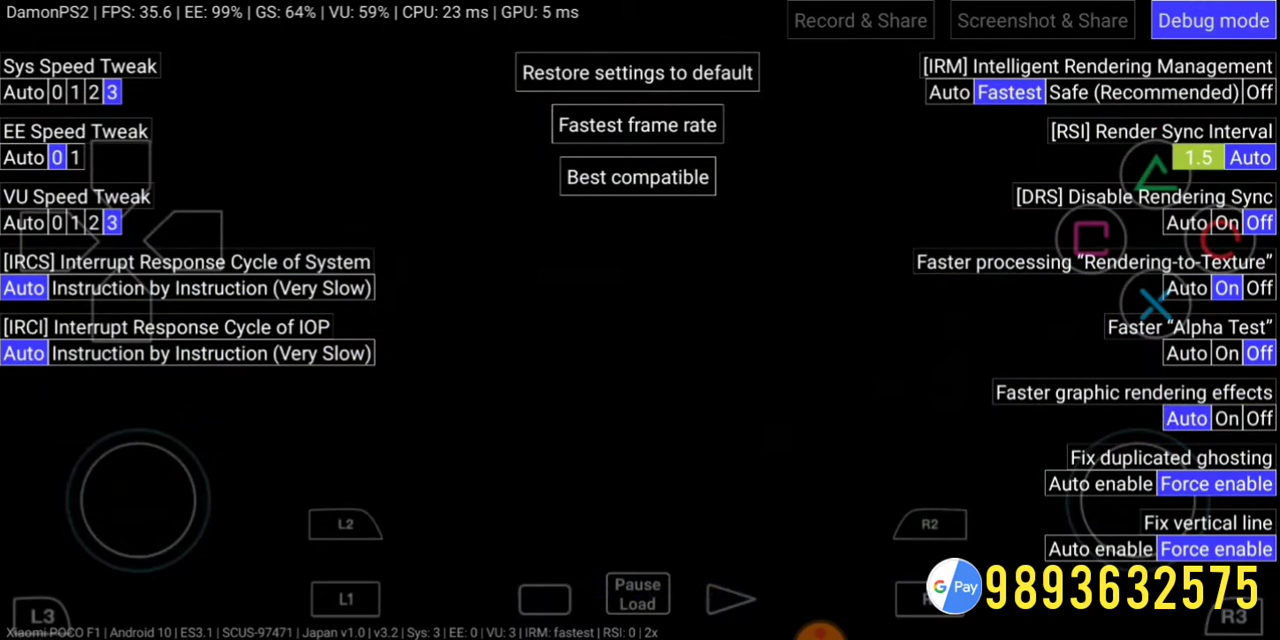 DamonPS2 | FPS: 35.6 | EE: 99% | GS: 64% | VU: 59% | CPU: 23 ms | GPU: 5 ms
Record & Share
Screenshot & Share
Debug mode
Sys Speed Tweak
Auto 0 1 2 3
EE Speed Tweak
Auto 0 1
VU Speed Tweak
Auto 0 1 2 3
[IRCS] Interrupt Response Cycle of System
Auto Instruction by Instruction (Very Slow)
[IRCI] Interrupt Response Cycle of IOP
Auto Instruction by Instruction (Very Slow)
Restore settings to default
Fastest frame rate
Best compatible
[IRM] Intelligent Rendering Management
Auto Fastest Safe (Recommended) Off
[RSI] Render Sync Interval
1.5 Auto
[DRS] Disable Rendering Sync
Auto On Off
Faster processing “Rendering-to-Texture”
Auto On Off
Faster “Alpha Test”
Auto On Off
Faster graphic rendering effects
Auto On Off
Fix duplicated ghosting
Auto enable Force enable
Fix vertical line
Auto enable Force enable
L2
R2
L1
Pause
Load
L3
R3
G Pay 9893632575
Xiaomi POCO F1 | Android 10 | ES3.1 | SCUS-97471 | Japan v1.0 | v3.2 | Sys: 3 | EE: 0 | VU: 3 | IRM: fastest | RSI: 0 | 2x